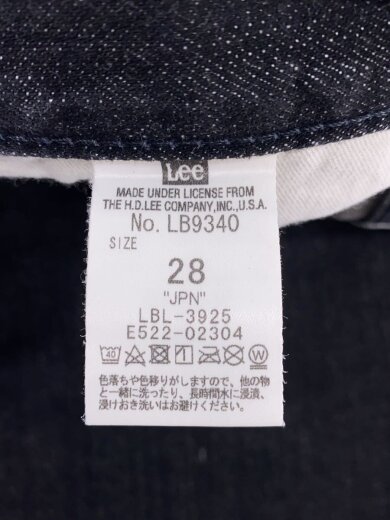 Lee
MADE UNDER LICENSE FROM
THE H.D.LEE COMPANY,INC.,U.S.A.
No. LB9340
SIZE
28
"JPN"
LBL-3925
E522-02304
40 W
色落ちや色移りがしますので、他の物
と一緒に洗ったり、長時間水に浸漬、
浸けおき洗いはお避けください。